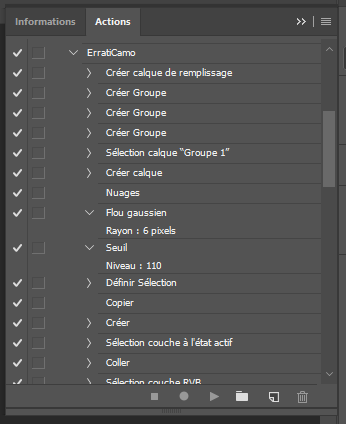 Informations
Actions
ErratiCamo
Créer calque de remplissage
Créer Groupe
Créer Groupe
Créer Groupe
Sélection calque "Groupe 1"
Créer calque
Nuages
Flou gaussien
Rayon : 6 pixels
Seuil
Niveau : 110
Définir Sélection
Copier
Créer
Sélection couche à l'état actif
Coller
Sélection couche RVB